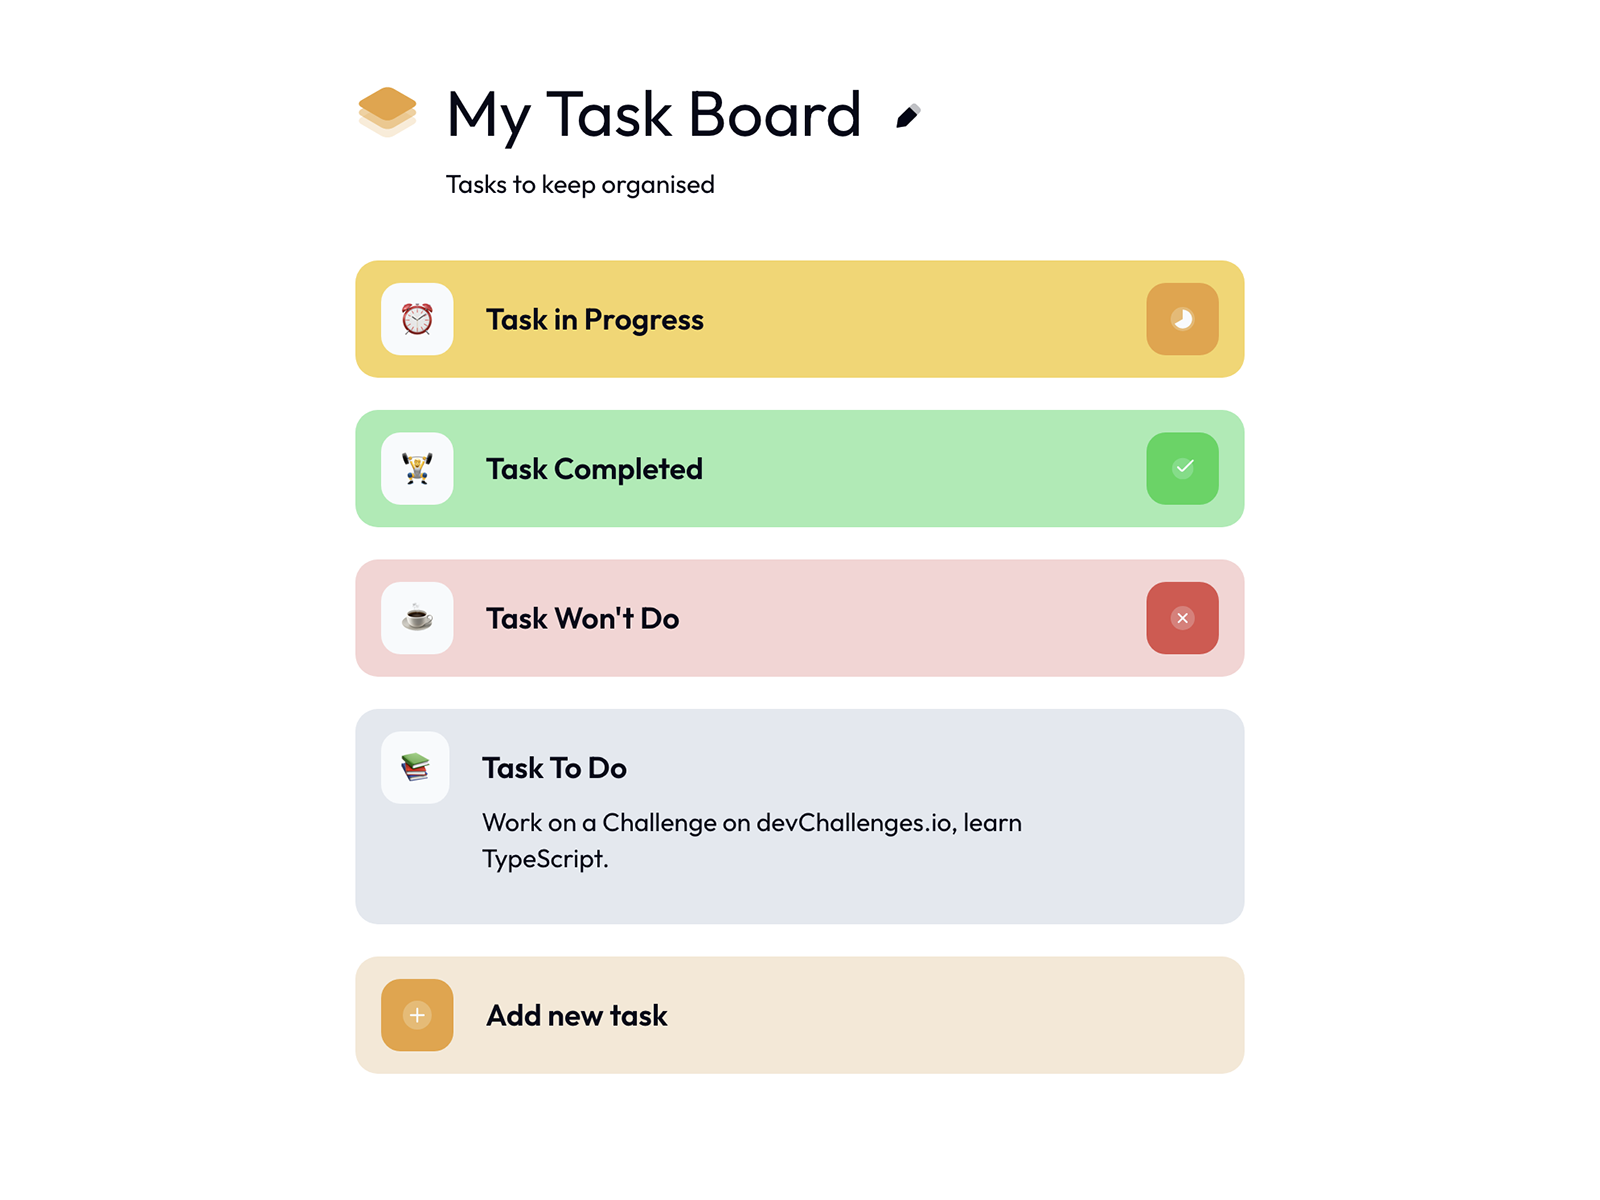 My Task Board
Tasks to keep organised
Task in Progress
Task Completed
Task Won't Do
Task To Do
Work on a Challenge on devChallenges.io, learn
TypeScript.
Add new task